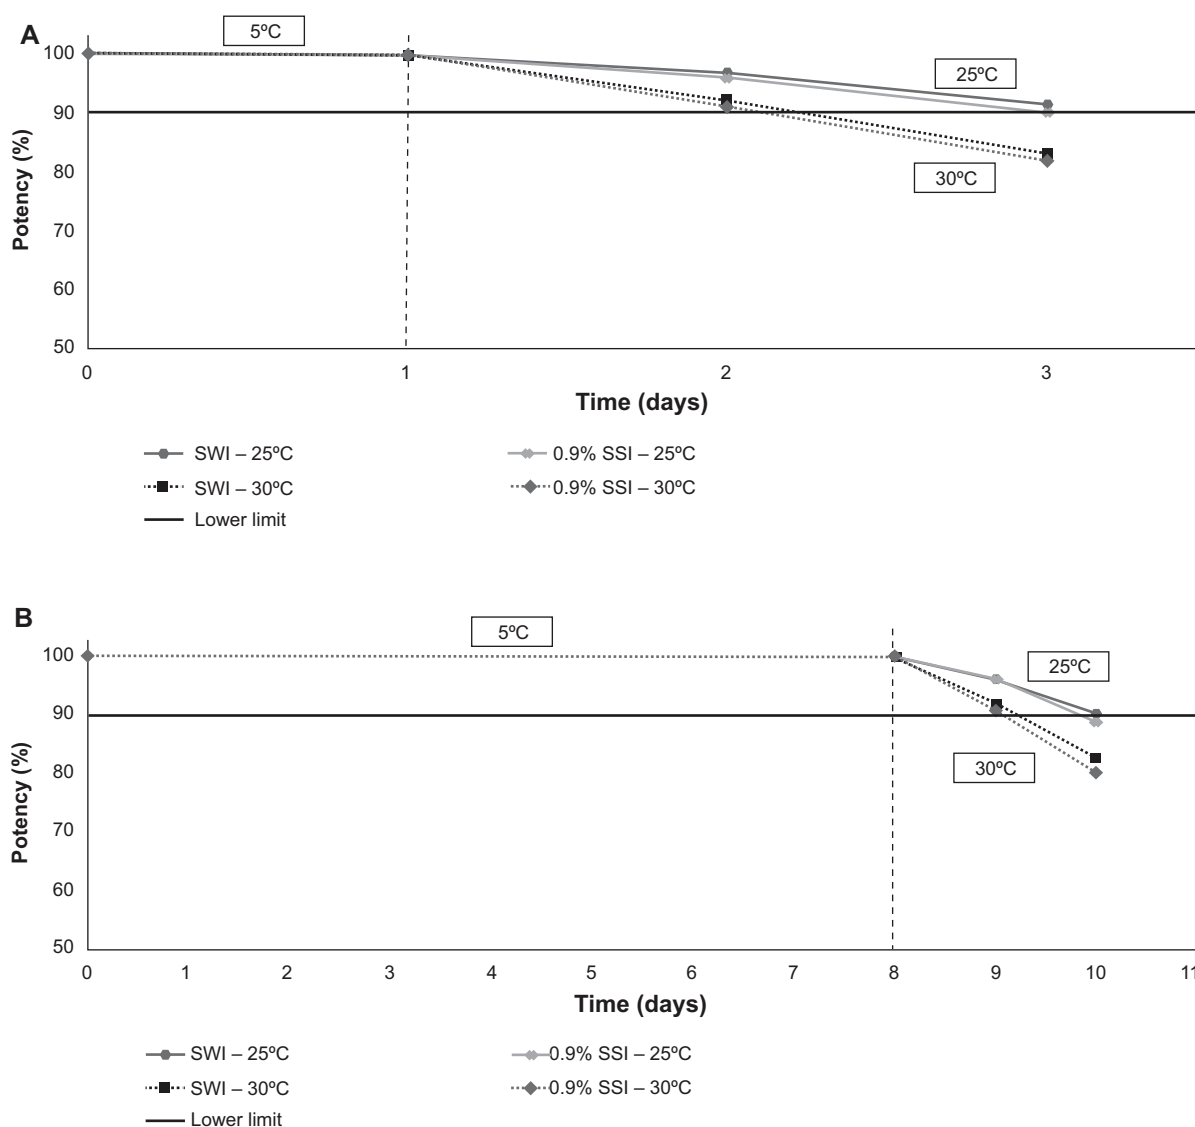 A
5ºC
100
25ºC
90
80
30ºC
70
60
50
Potency (%)
0 1 2 3
Time (days)
SWI – 25ºC 0.9% SSI – 25ºC
SWI – 30ºC 0.9% SSI – 30ºC
Lower limit
B
5ºC
100
25ºC
90
80
30ºC
70
60
50
Potency (%)
0 1 2 3 4 5 6 7 8 9 10 11
Time (days)
SWI – 25ºC 0.9% SSI – 25ºC
SWI – 30ºC 0.9% SSI – 30ºC
Lower limit